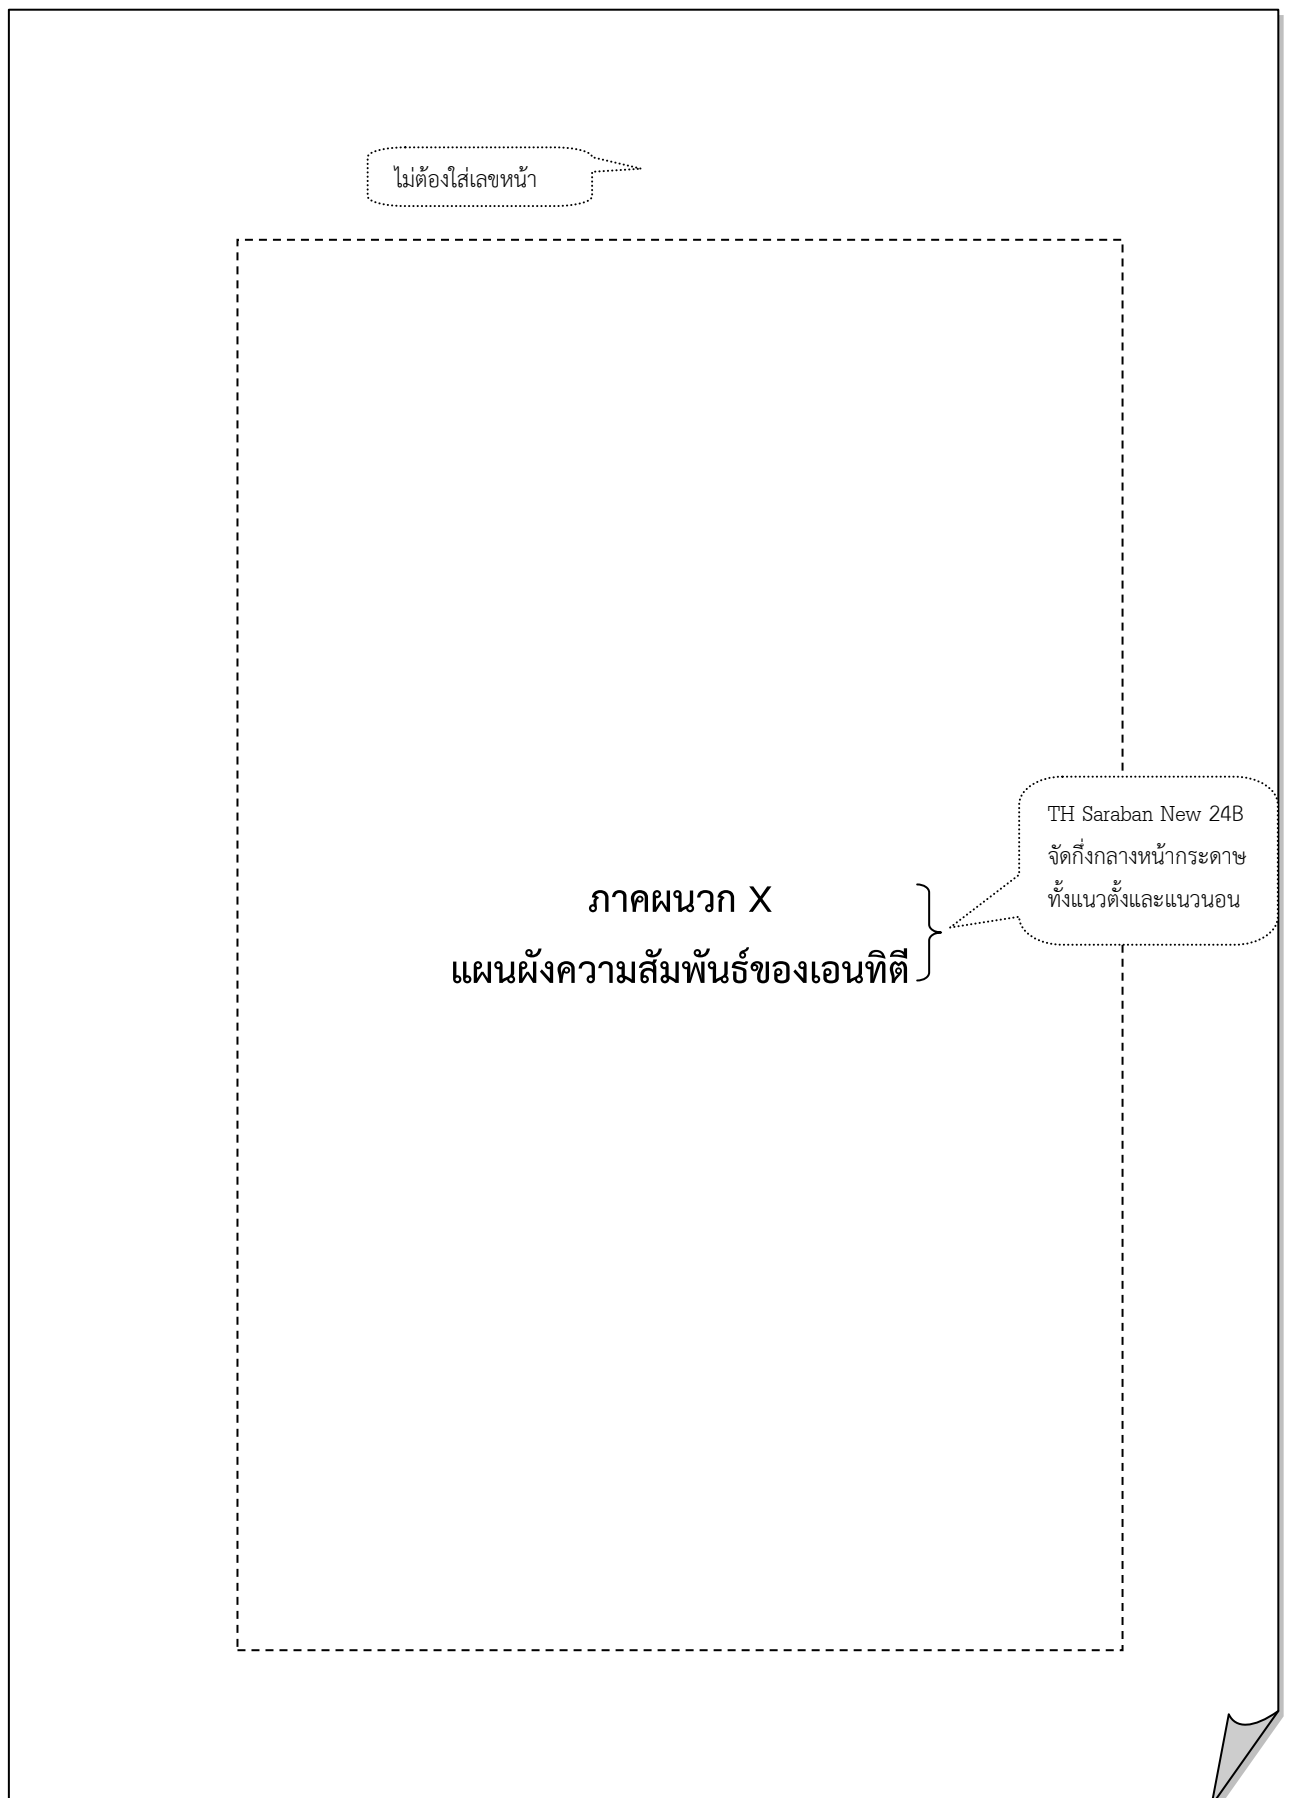 ไม่ต้องใส่เลขหน้า
TH Saraban New 24B
จัดกึ่งกลางหน้ากระดาษ
ทั้งแนวตั้งและแนวนอน
ภาคผนวก X
แผนผังความสัมพันธ์ของเอนทิตี